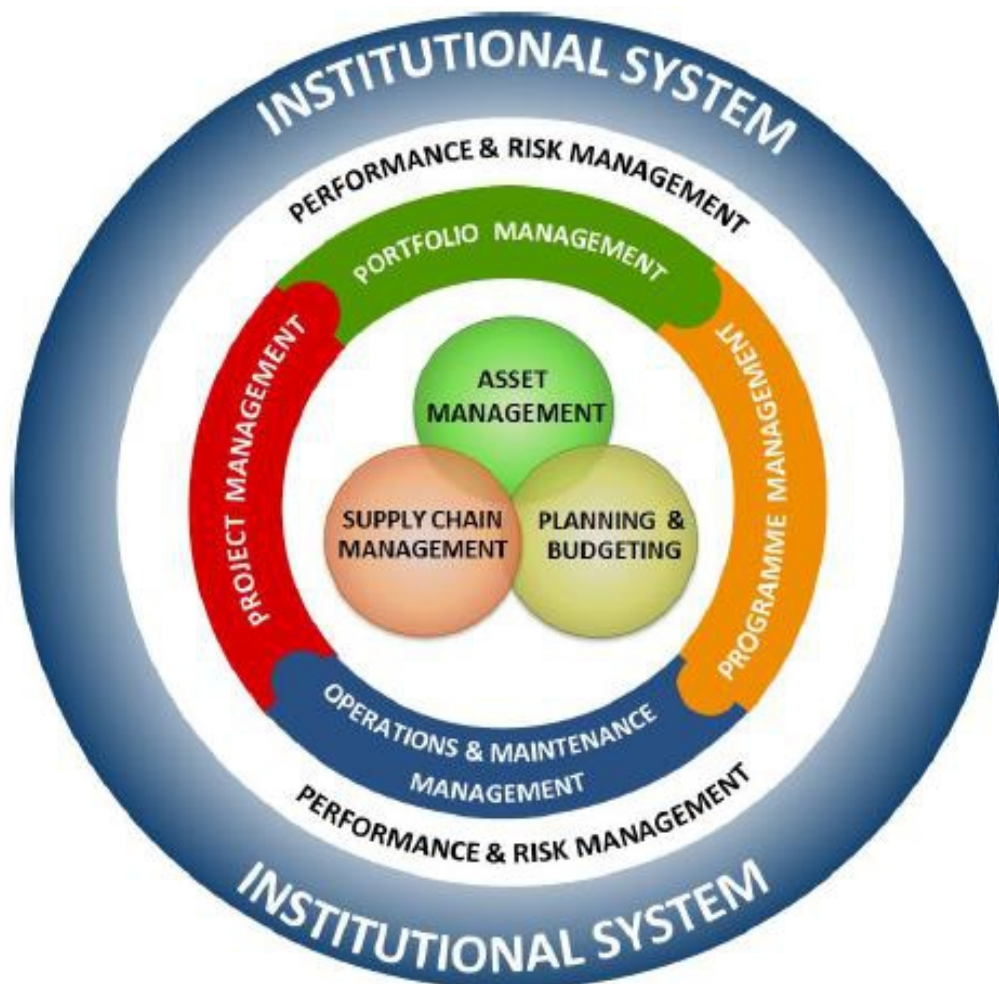 INSTITUTIONAL SYSTEM
PERFORMANCE & RISK MANAGEMENT
PORTFOLIO MANAGEMENT
PROJECT MANAGEMENT
PROGRAMME MANAGEMENT
ASSET
MANAGEMENT
SUPPLY CHAIN
MANAGEMENT
PLANNING &
BUDGETING
OPERATIONS & MAINTENANCE
MANAGEMENT
PERFORMANCE & RISK MANAGEMENT
INSTITUTIONAL SYSTEM